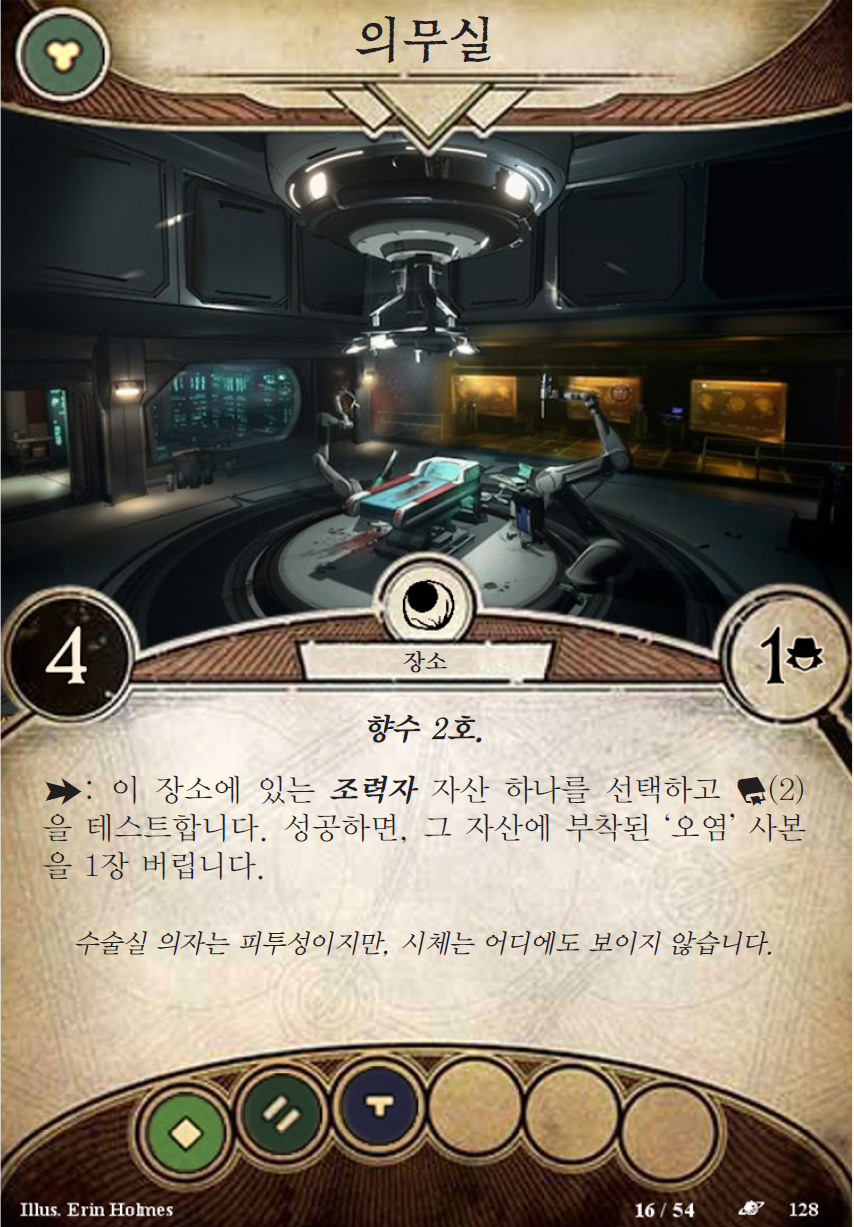 의무실
4
장소
1
향수 2호.
: 이 장소에 있는 조력자 자산 하나를 선택하고 (2)
을 테스트합니다. 성공하면, 그 자산에 부착된 ‘오염’ 사본
을 1장 버립니다.
수술실 의자는 피투성이지만, 시체는 어디에도 보이지 않습니다.
Illus. Erin Holmes
16 / 54
128